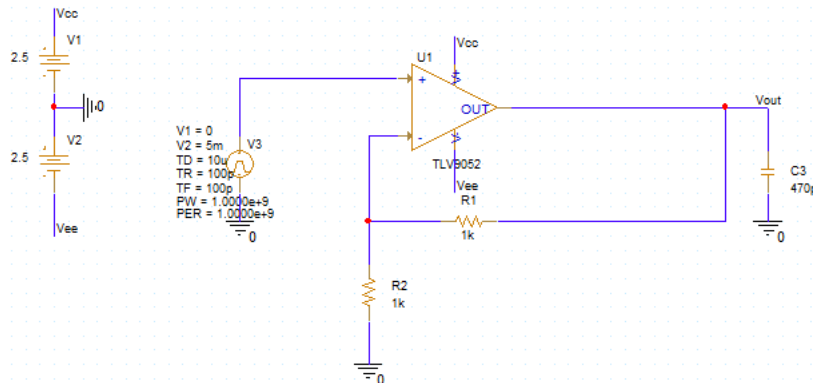 Vcc
V1
2.5
0
V2
2.5
Vee
V1 = 0
V2 = 5m
TD = 10u
TR = 100p
TF = 100p
PW = 1.0000e+9
PER = 1.0000e+9
V3
0
U1
Vcc
+
OUT
-
TLV9052
Vee
R1
1k
Vout
C3
470p
0
R2
1k
0